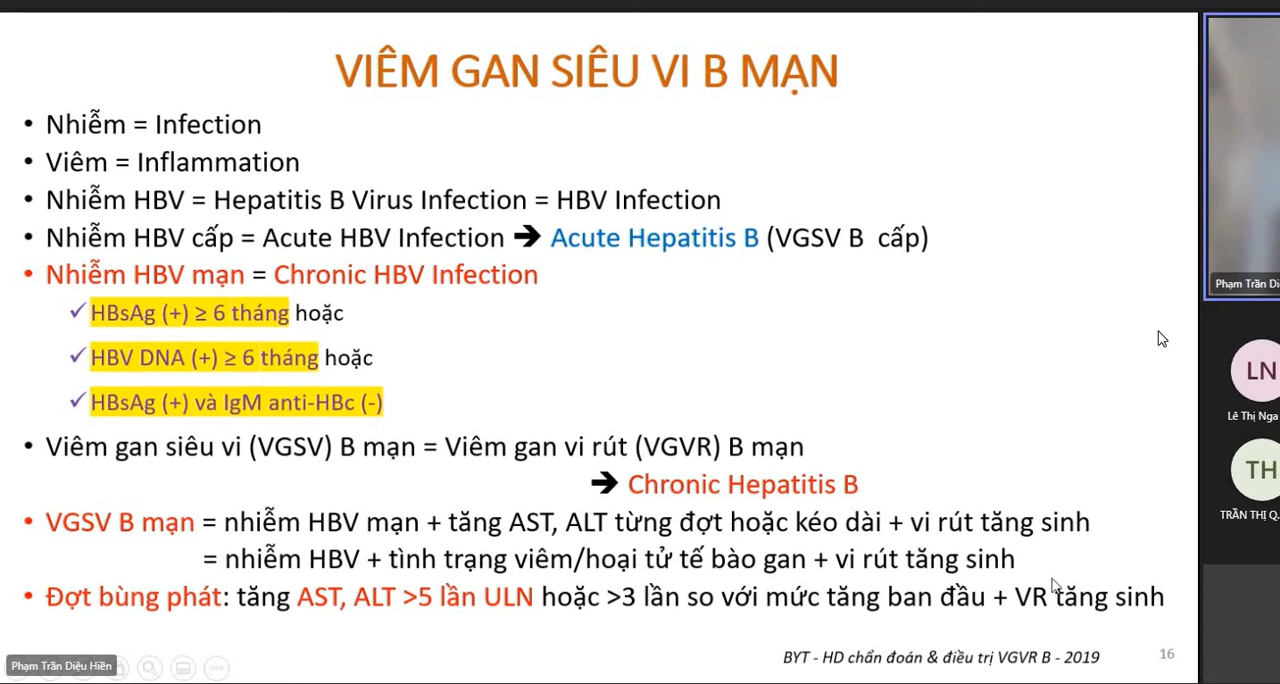 VIÊM GAN SIÊU VI B MẠN
• Nhiễm = Infection
• Viêm = Inflammation
• Nhiễm HBV = Hepatitis B Virus Infection = HBV Infection
• Nhiễm HBV cấp = Acute HBV Infection ➔ Acute Hepatitis B (VGSV B cấp)
• Nhiễm HBV mạn = Chronic HBV Infection
✓ HBsAg (+) ≥ 6 tháng hoặc
✓ HBV DNA (+) ≥ 6 tháng hoặc
✓ HBsAg (+) và IgM anti-HBc (-)
• Viêm gan siêu vi (VGSV) B mạn = Viêm gan vi rút (VGVR) B mạn
➔ Chronic Hepatitis B
• VGSV B mạn = nhiễm HBV mạn + tăng AST, ALT từng đợt hoặc kéo dài + vi rút tăng sinh
= nhiễm HBV + tình trạng viêm/hoại tử tế bào gan + vi rút tăng sinh
• Đợt bùng phát: tăng AST, ALT >5 lần ULN hoặc >3 lần so với mức tăng ban đầu + VR tăng sinh
BYT - HD chẩn đoán & điều trị VGVR B - 2019
16
Phạm Trần Diệu Hiền
Phạm Trần Di
LN
Lê Thị Nga
TH
TRẦN THỊ Q.